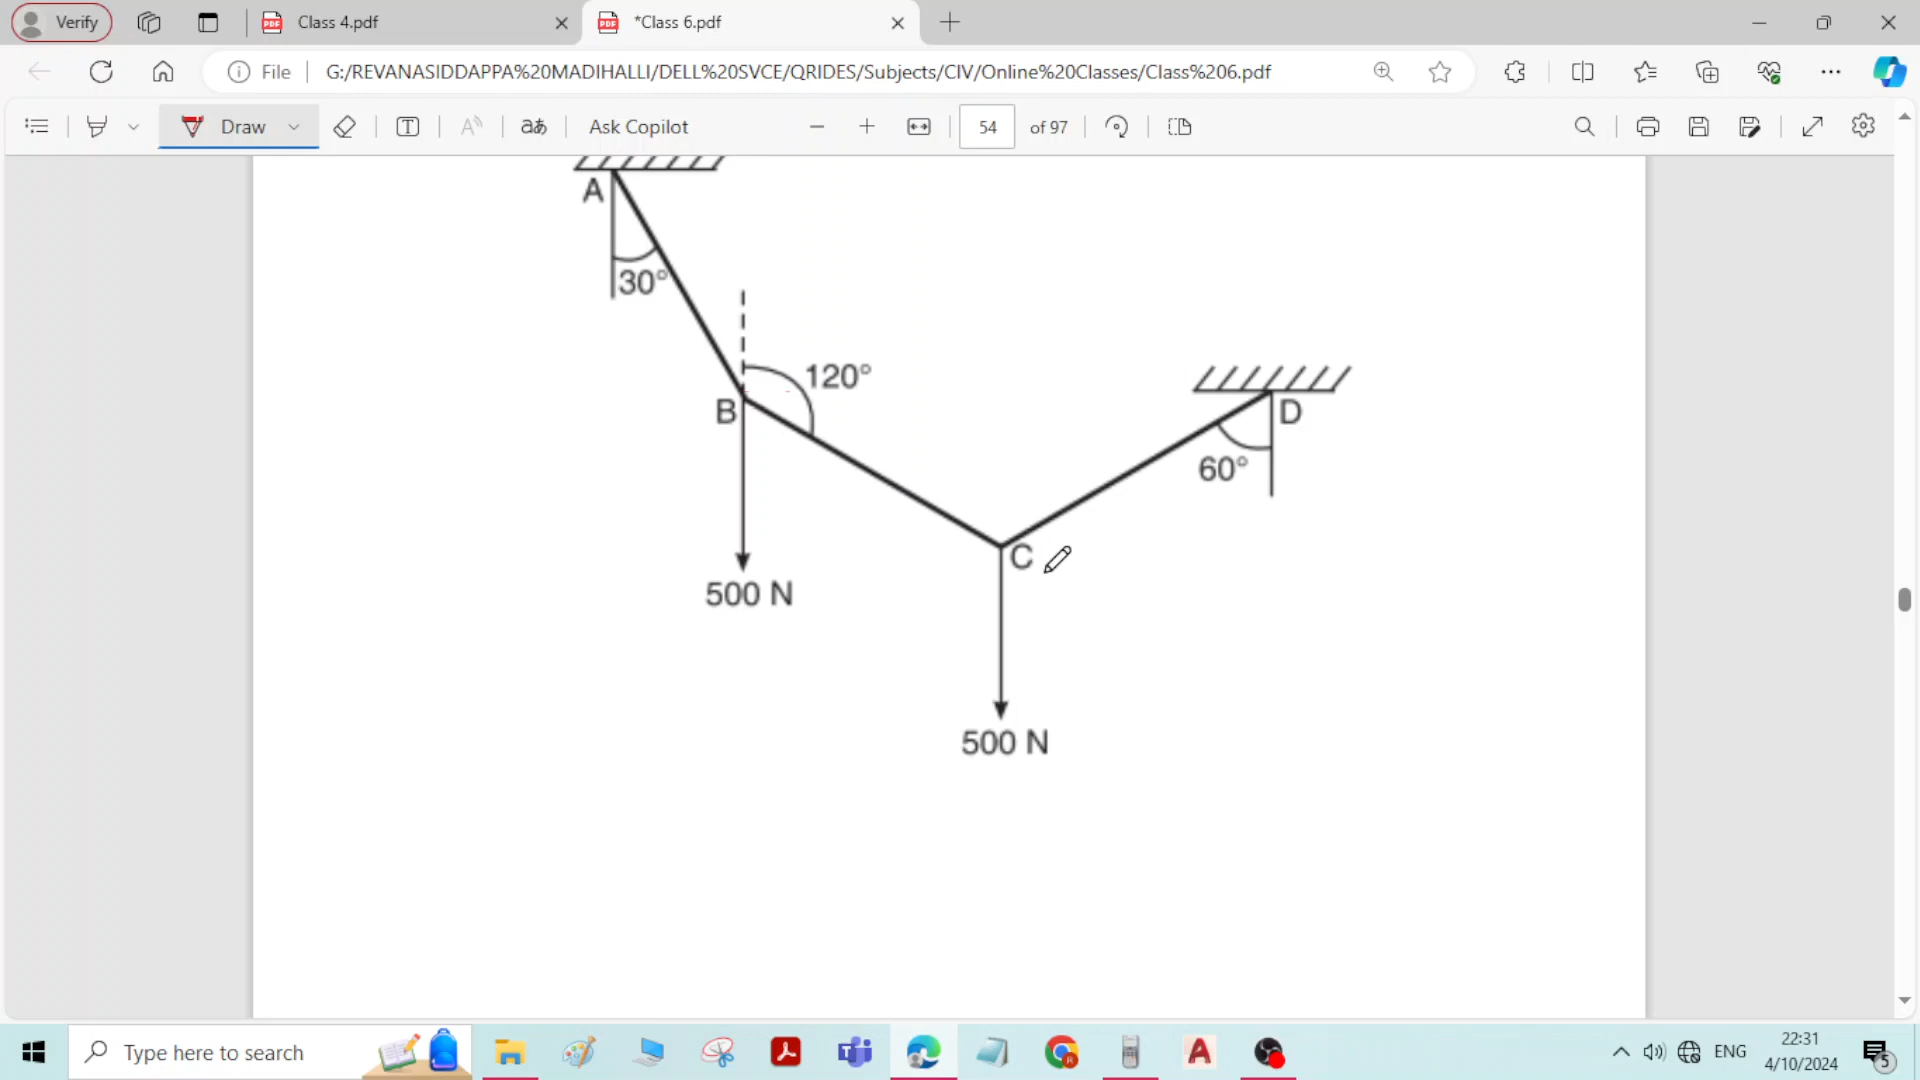 Verify
Class 4.pdf
*Class 6.pdf
File
G:/REVANASIDDAPPA%20MADIHALLI/DELL%20SVCE/QRIDES/Subjects/CIV/Online%20Classes/Class%206.pdf
Draw
Ask Copilot
54 of 97
A
30°
120°
B
D
60°
C
500 N
500 N
Type here to search
ENG
22:31
4/10/2024
5